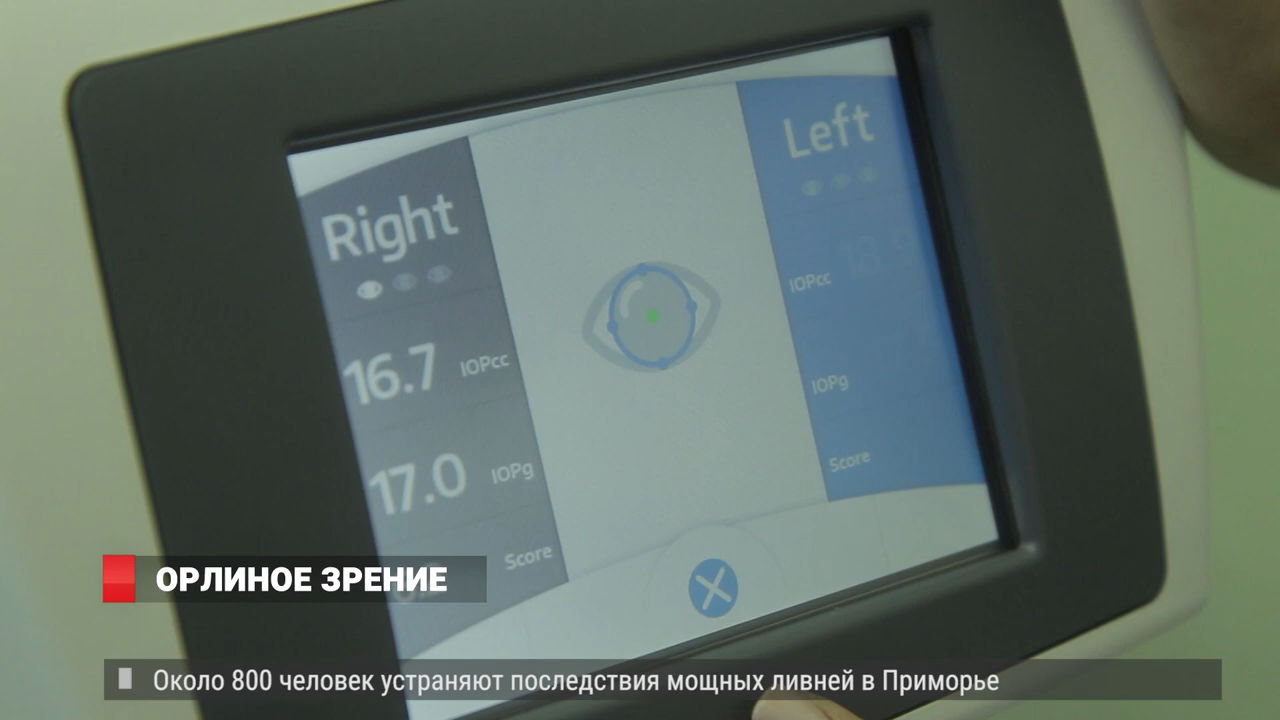 Right
16.7 IOPcc
17.0 IOPg
Score
Left
IOPcc
IOPg
Score
ОРЛИНОЕ ЗРЕНИЕ
Около 800 человек устраняют последствия мощных ливней в Приморье